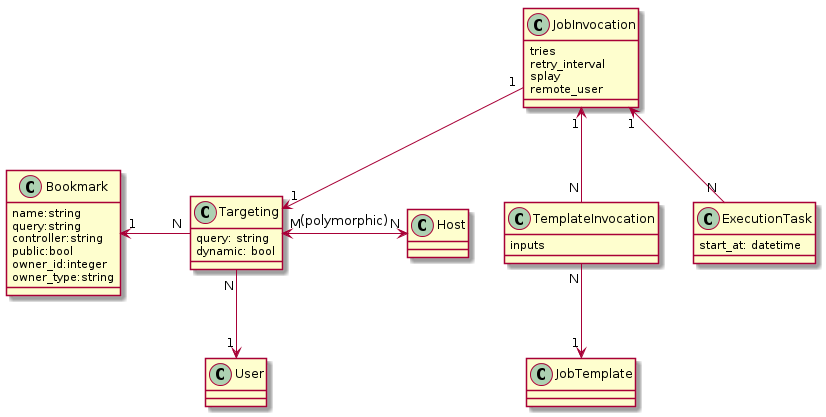 C JobInvocation
tries
retry_interval
splay
remote_user
1
1
1
1
N
N
C Bookmark
name:string
query:string
controller:string
public:bool
owner_id:integer
owner_type:string
1
N
C Targeting
query: string
dynamic: bool
M
(polymorphic)
N
C Host
C TemplateInvocation
inputs
C ExecutionTask
start_at: datetime
N
1
N
1
C User
C JobTemplate